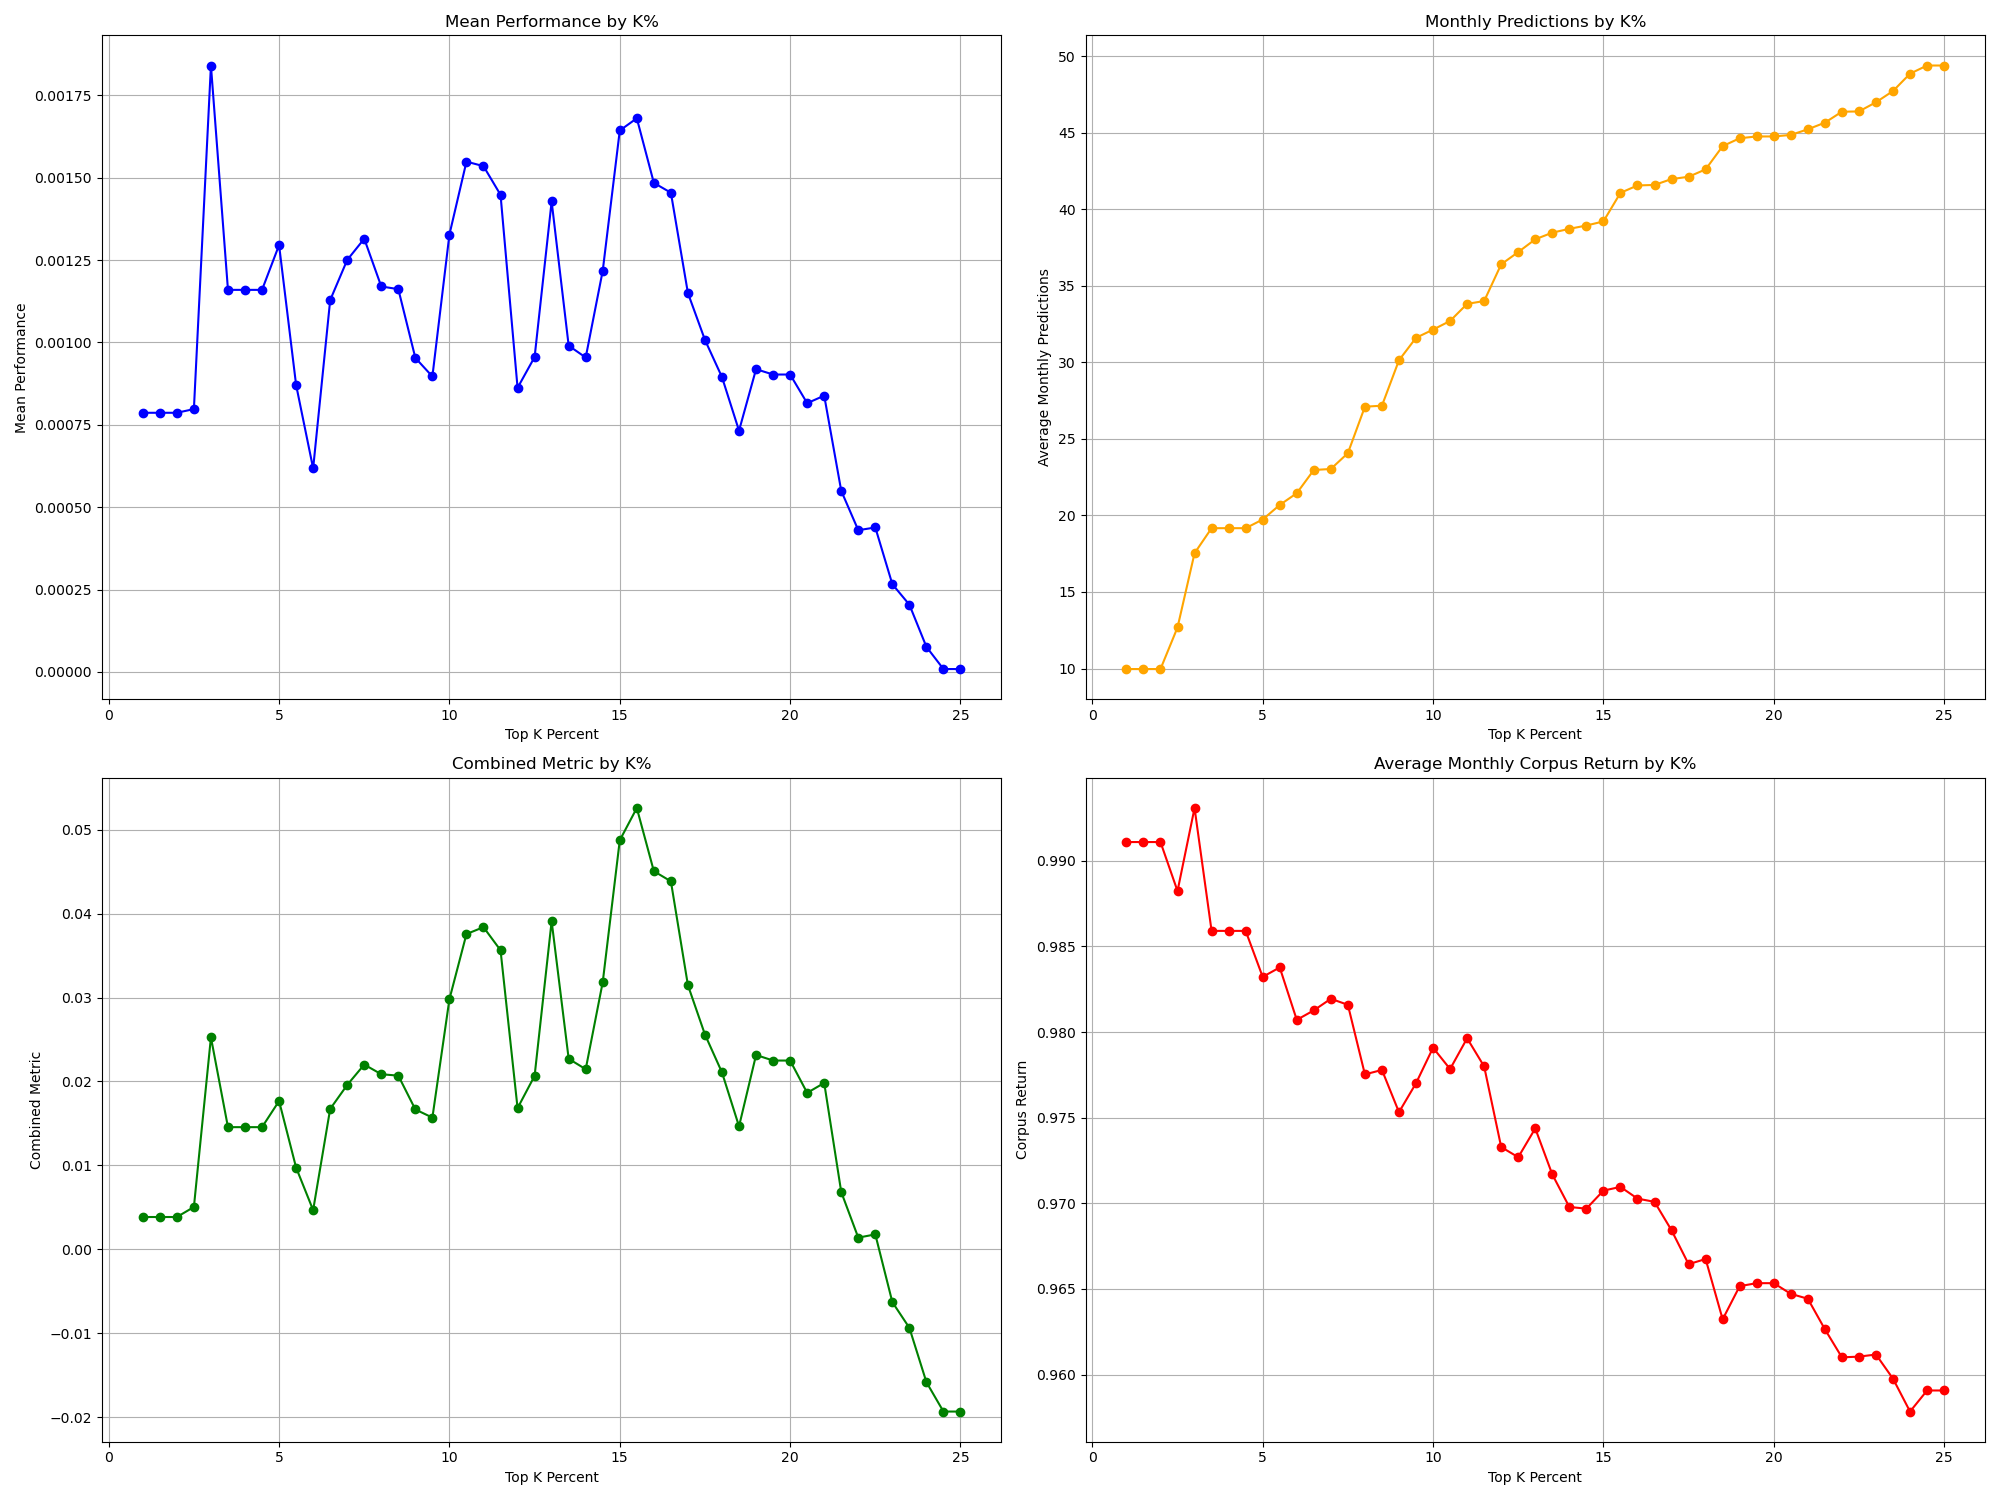 Mean Performance by K%
Mean Performance
0.00175
0.00150
0.00125
0.00100
0.00075
0.00050
0.00025
0.00000
0 5 10 15 20 25
Top K Percent
Monthly Predictions by K%
Average Monthly Predictions
50
45
40
35
30
25
20
15
10
0 5 10 15 20 25
Top K Percent
Combined Metric by K%
Combined Metric
0.05
0.04
0.03
0.02
0.01
0.00
−0.01
−0.02
0 5 10 15 20 25
Top K Percent
Average Monthly Corpus Return by K%
Corpus Return
0.990
0.985
0.980
0.975
0.970
0.965
0.960
0 5 10 15 20 25
Top K Percent